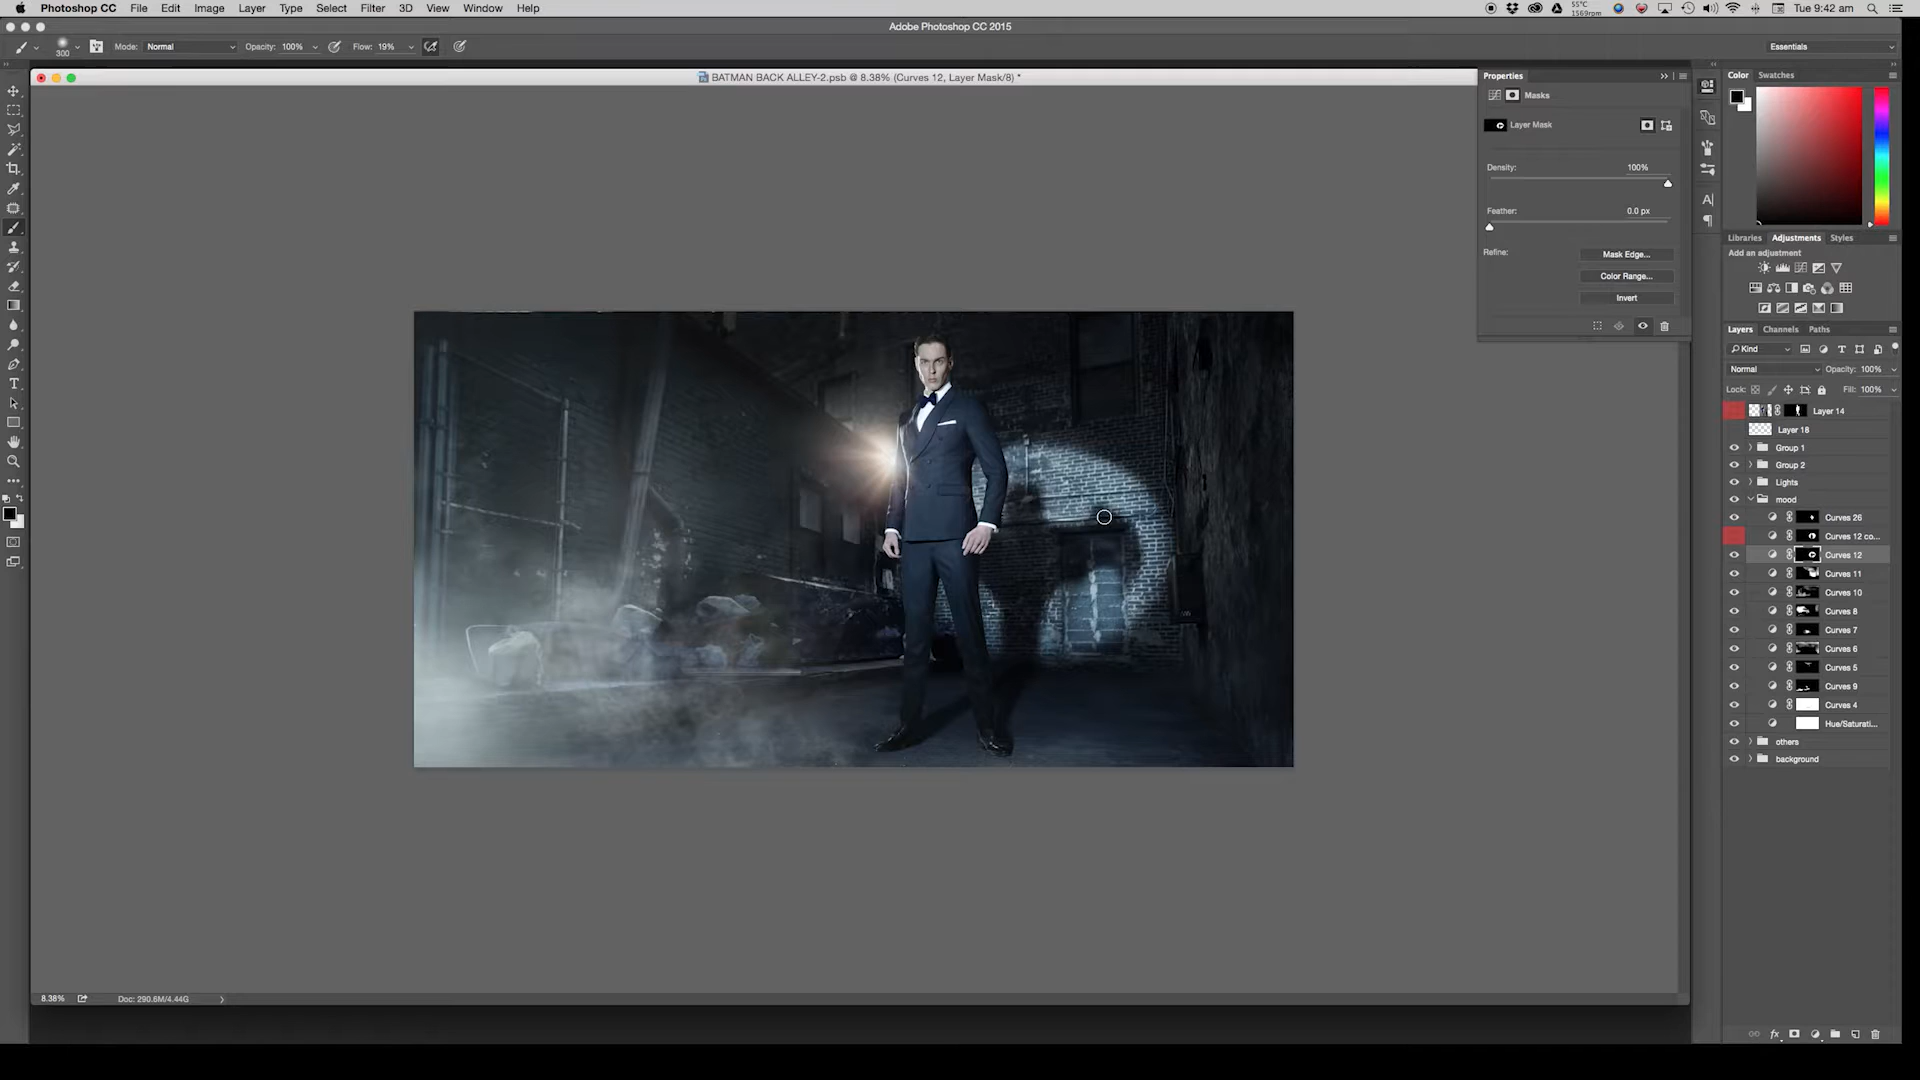 Photoshop CC File Edit Image Layer Type Select Filter 3D View Window Help 55°C 1569rpm Tue 9:42 am
Adobe Photoshop CC 2015
300 Mode: Normal Opacity: 100% Flow: 19% Essentials
BATMAN BACK ALLEY-2.psb @ 8.38% (Curves 12, Layer Mask/8) *
Properties
Masks
Layer Mask
Density: 100%
Feather: 0.0 px
Refine: Mask Edge...
Color Range...
Invert
Color Swatches
Libraries Adjustments Styles
Add an adjustment
Layers Channels Paths
Kind
Normal Opacity: 100%
Lock: Fill: 100%
Layer 14
Layer 18
Group 1
Group 2
Lights
mood
Curves 26
Curves 12 co...
Curves 12
Curves 11
Curves 10
Curves 8
Curves 7
Curves 6
Curves 5
Curves 9
Curves 4
Hue/Saturati...
others
background
8.38% Doc: 290.6M/4.44G